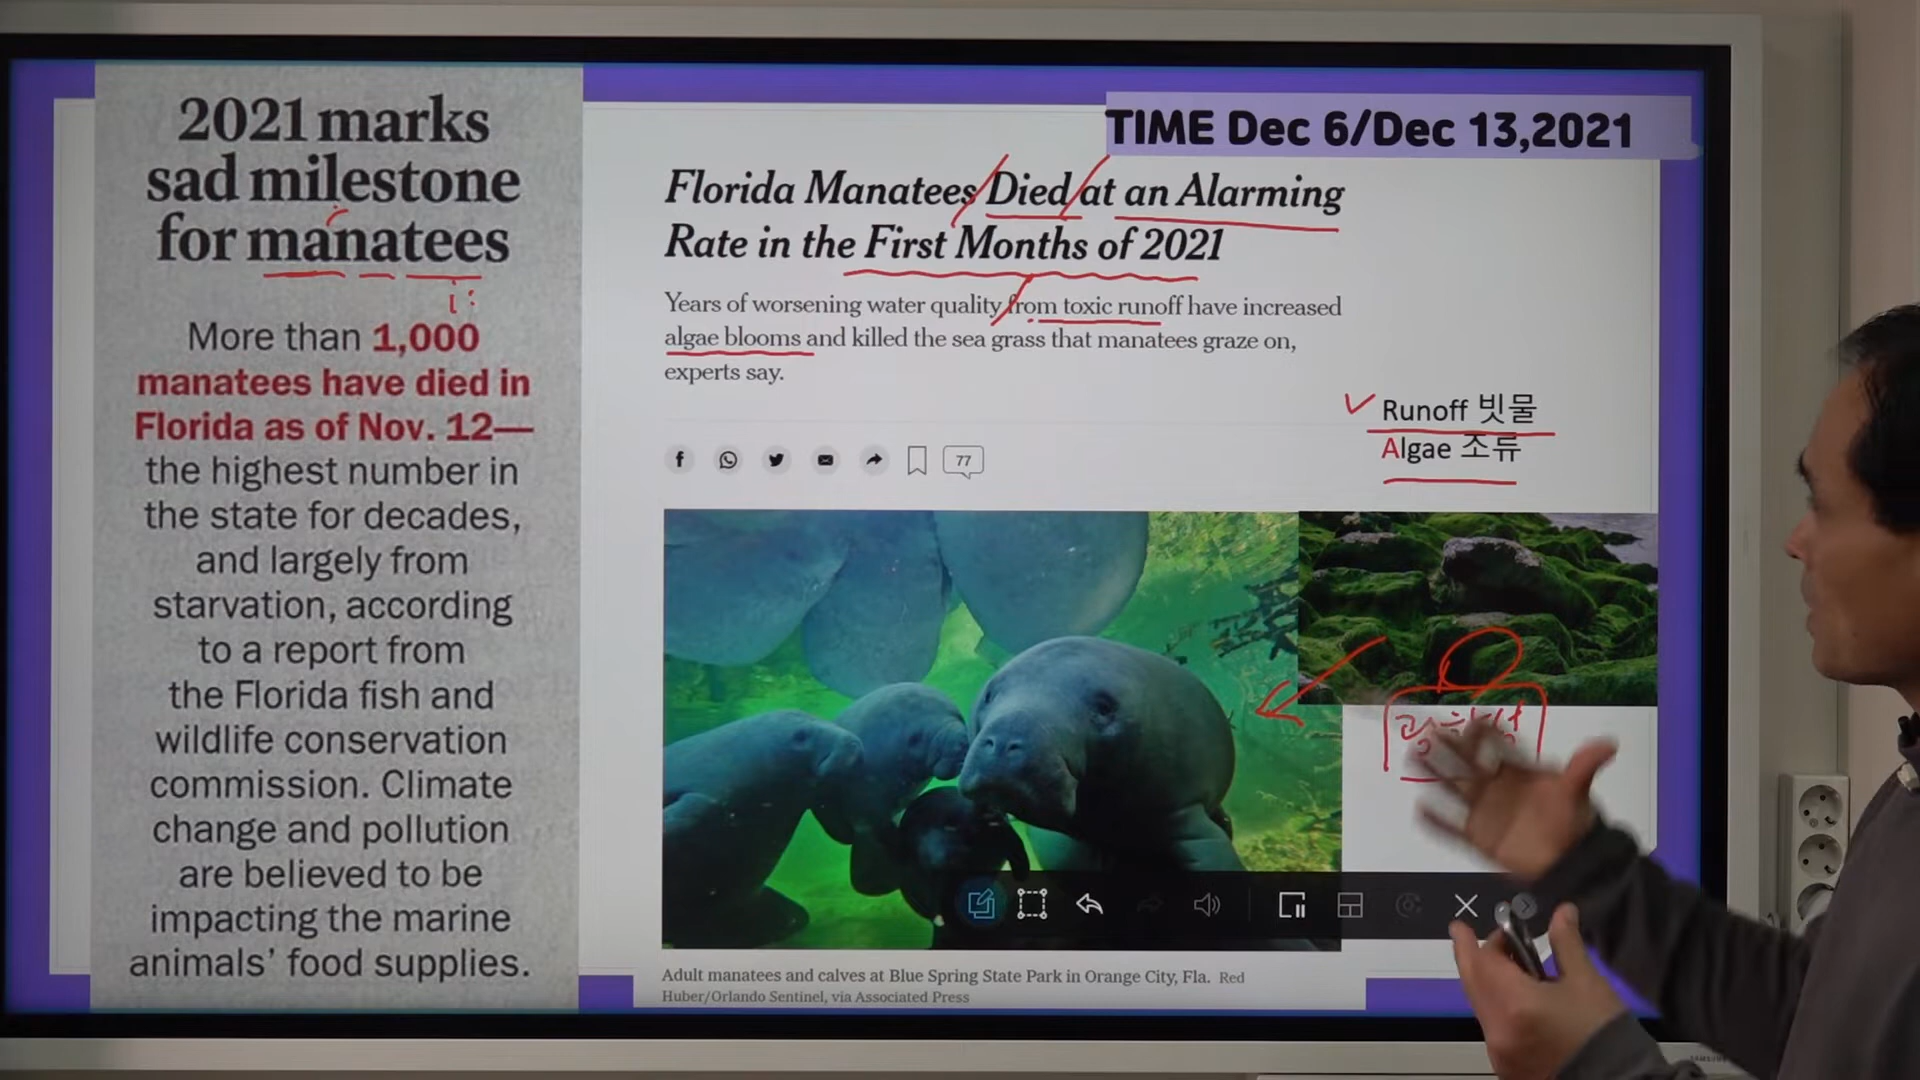 2021 marks
sad milestone
for manatees
More than 1,000
manatees have died in
Florida as of Nov. 12—
the highest number in
the state for decades,
and largely from
starvation, according
to a report from
the Florida fish and
wildlife conservation
commission. Climate
change and pollution
are believed to be
impacting the marine
animals' food supplies.
TIME Dec 6/Dec 13,2021
Florida Manatees Died at an Alarming
Rate in the First Months of 2021
Years of worsening water quality from toxic runoff have increased
algae blooms and killed the sea grass that manatees graze on,
experts say.
77
Runoff 빗물
Algae 조류
Adult manatees and calves at Blue Spring State Park in Orange City, Fla. Red
Huber/Orlando Sentinel, via Associated Press
SAMSUNG